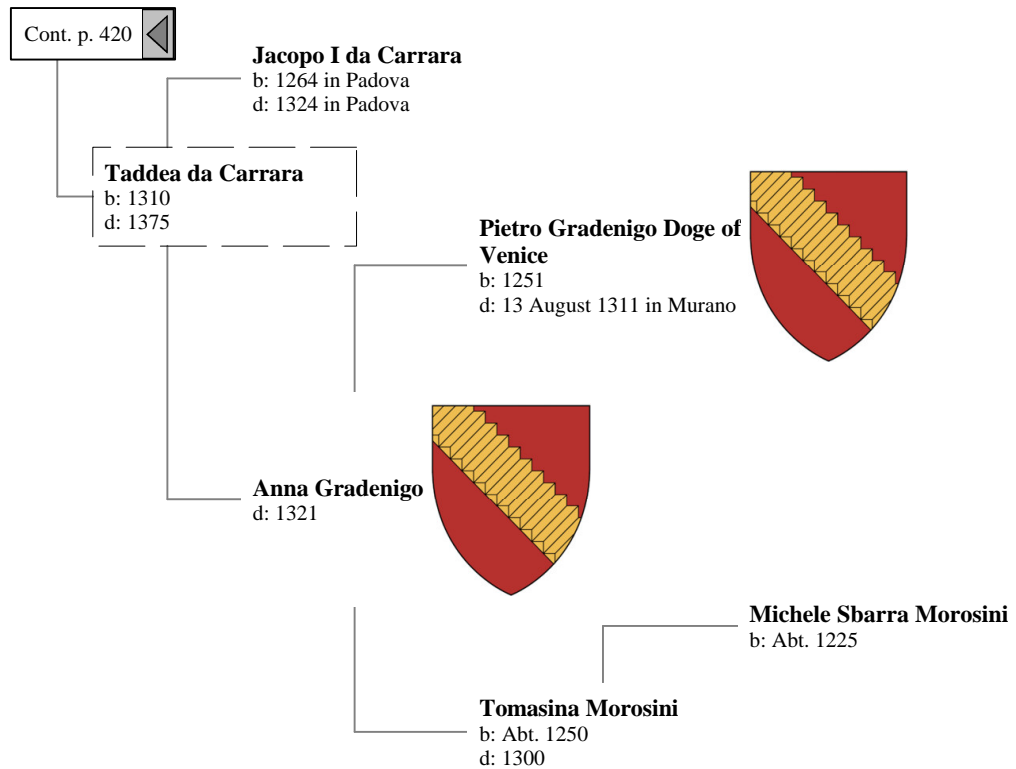 Cont. p. 420
Jacopo I da Carrara
b: 1264 in Padova
d: 1324 in Padova
Taddea da Carrara
b: 1310
d: 1375
Pietro Gradenigo Doge of
Venice
b: 1251
d: 13 August 1311 in Murano
Anna Gradenigo
d: 1321
Michele Sbarra Morosini
b: Abt. 1225
Tomasina Morosini
b: Abt. 1250
d: 1300